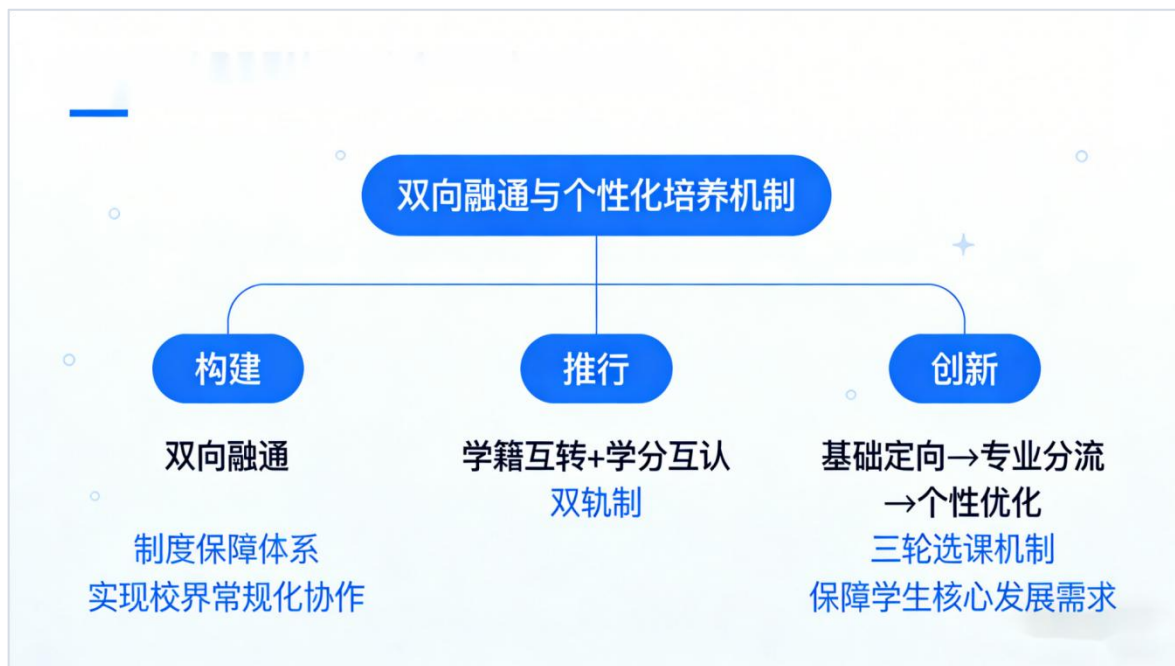 双向融通与个性化培养机制
构建
推行
创新
双向融通
制度保障体系
实现校界常规化协作
学籍互转+学分互认
双轨制
基础定向→专业分流
→个性优化
三轮选课机制
保障学生核心发展需求